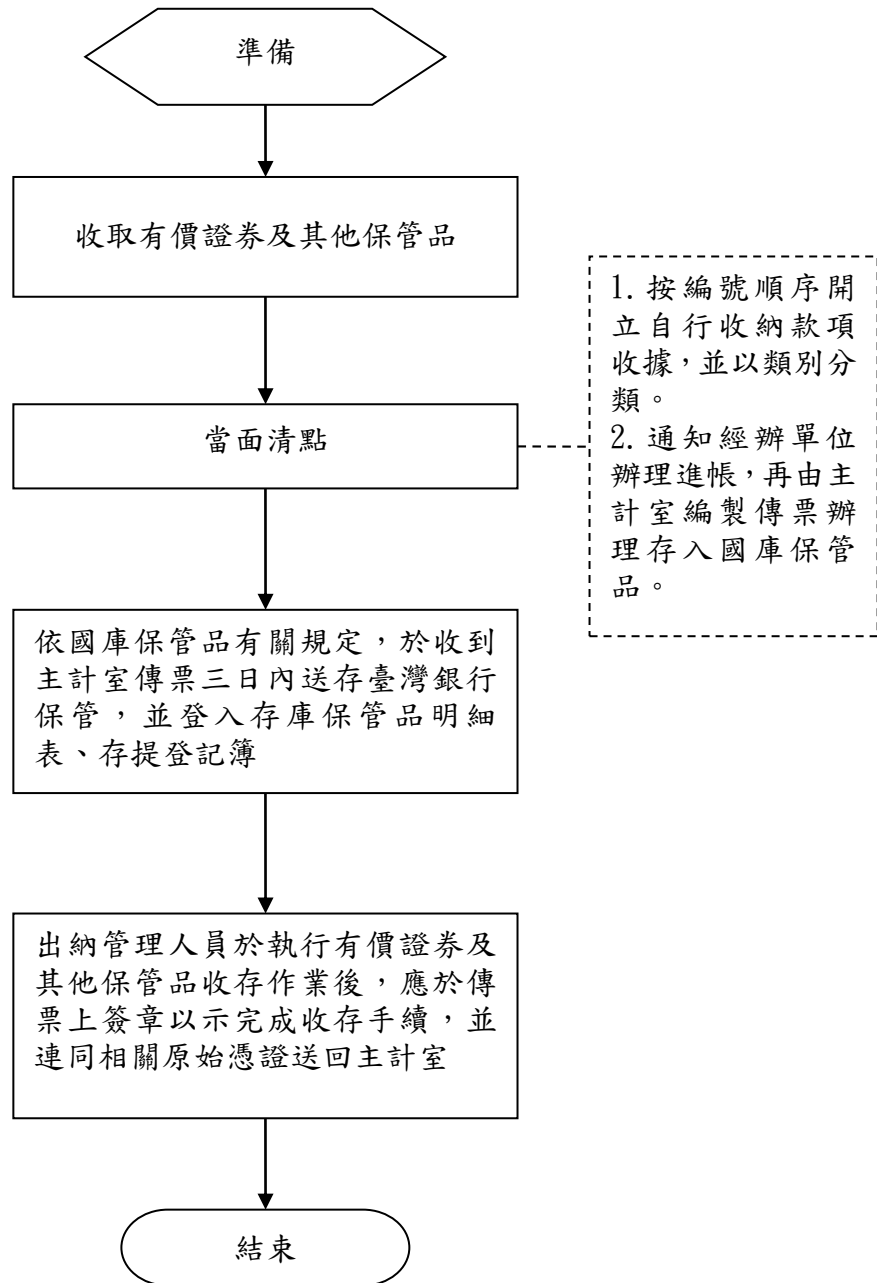 準備
收取有價證券及其他保管品
當面清點
1. 按編號順序開
立自行收納款項
收據，並以類別分
類。
2. 通知經辦單位
辦理進帳，再由主
計室編製傳票辦
理存入國庫保管
品。
依國庫保管品有關規定，於收到
主計室傳票三日內送存臺灣銀行
保管，並登入存庫保管品明細
表、存提登記簿
出納管理人員於執行有價證券及
其他保管品收存作業後，應於傳
票上簽章以示完成收存手續，並
連同相關原始憑證送回主計室
結束